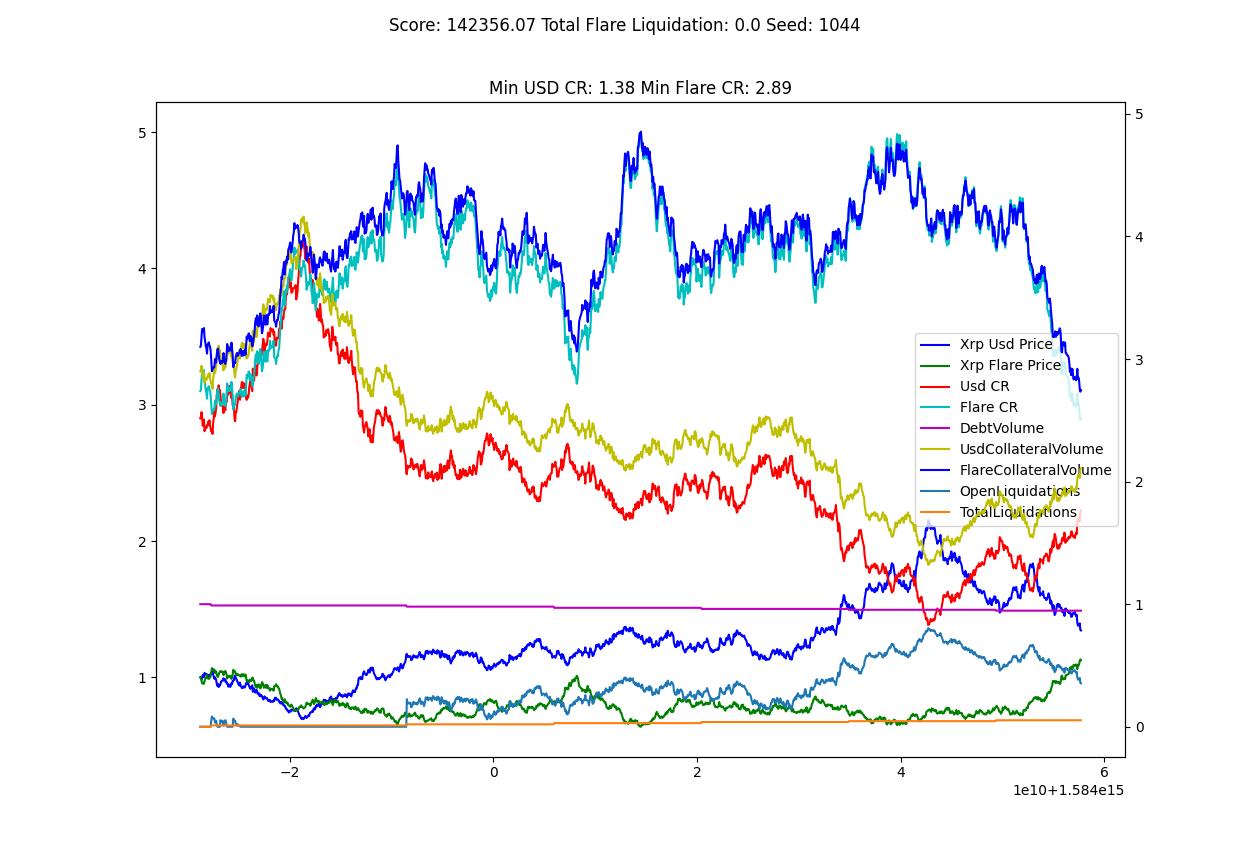 Score: 142356.07 Total Flare Liquidation: 0.0 Seed: 1044
Min USD CR: 1.38 Min Flare CR: 2.89
5
4
3
2
1
5
4
3
2
1
0
Xrp Usd Price
Xrp Flare Price
Usd CR
Flare CR
DebtVolume
UsdCollateralVolume
FlareCollateralVolume
OpenLiquidations
TotalLiquidations
−2
0
2
4
6
1e10+1.584e15